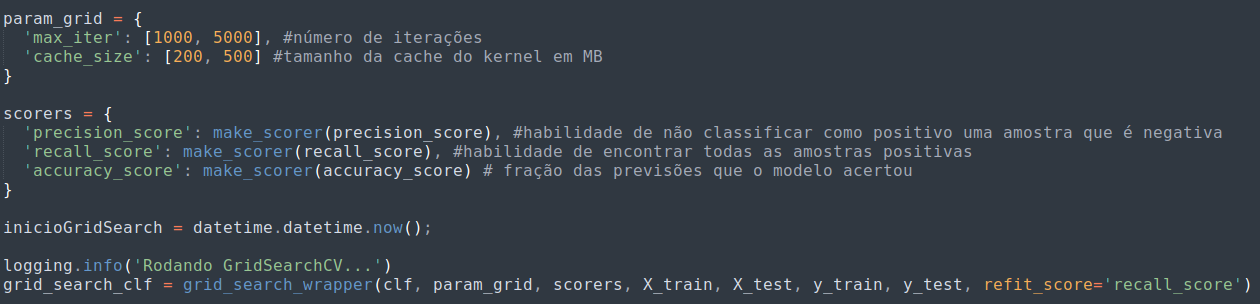 param_grid = {
  'max_iter': [1000, 5000], #número de iterações
  'cache_size': [200, 500] #tamanho da cache do kernel em MB
}
scorers = {
  'precision_score': make_scorer(precision_score), #habilidade de não classificar como positivo uma amostra que é negativa
  'recall_score': make_scorer(recall_score), #habilidade de encontrar todas as amostras positivas
  'accuracy_score': make_scorer(accuracy_score) # fração das previsões que o modelo acertou
}
inicioGridSearch = datetime.datetime.now();
logging.info('Rodando GridSearchCV...')
grid_search_clf = grid_search_wrapper(clf, param_grid, scorers, X_train, X_test, y_train, y_test, refit_score='recall_score')